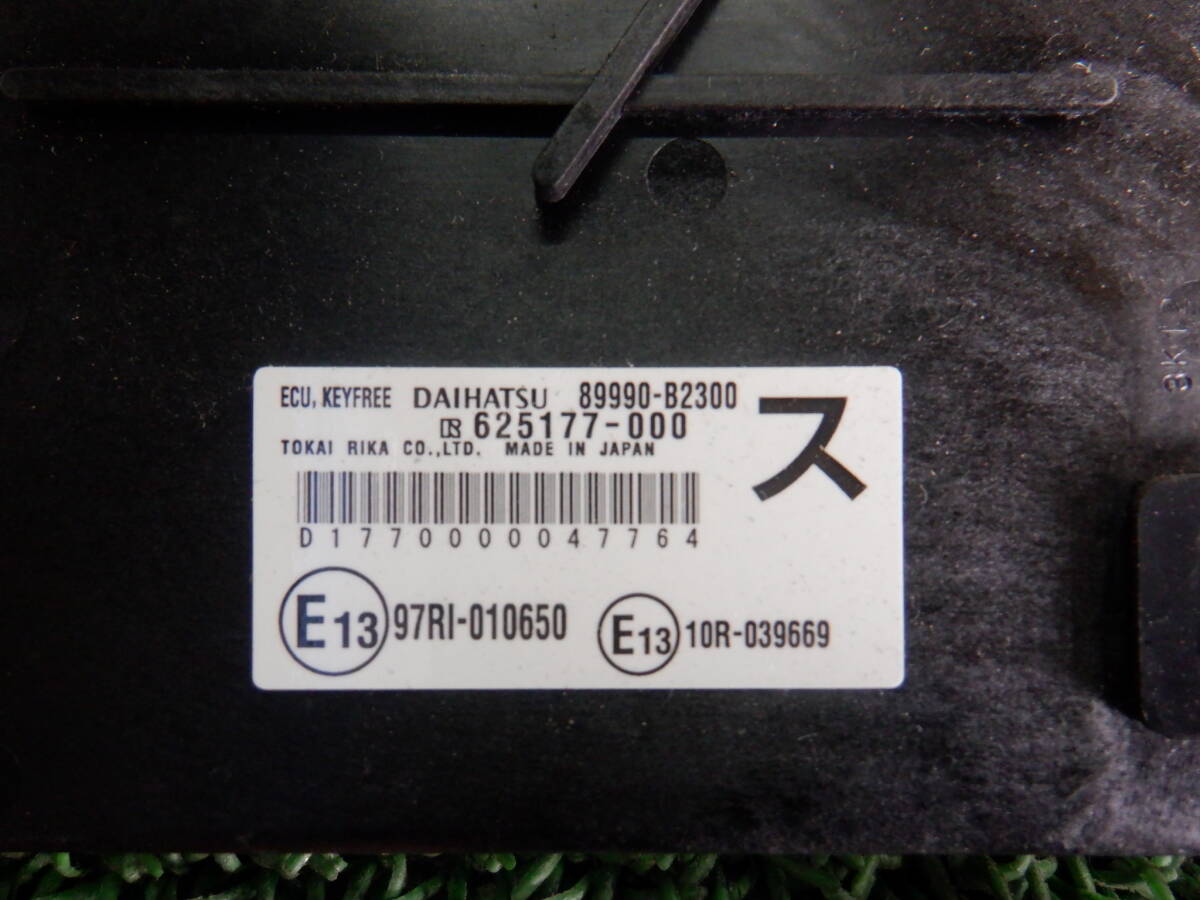 ECU, KEYFREE DAIHATSU 89990-B2300
625177-000
ス
TOKAI RIKA CO.,LTD. MADE IN JAPAN
D1770000047764
E13 97RI-010650
E13 10R-039669